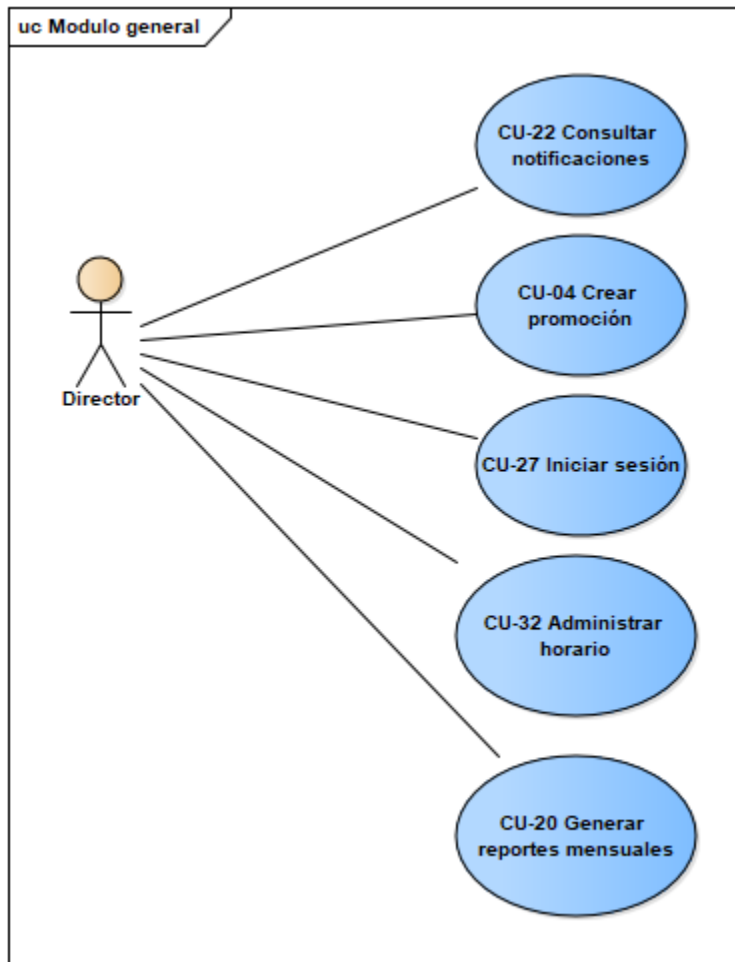 uc Modulo general
CU-22 Consultar
notificaciones
CU-04 Crear
promoción
Director
CU-27 Iniciar sesión
CU-32 Administrar
horario
CU-20 Generar
reportes mensuales